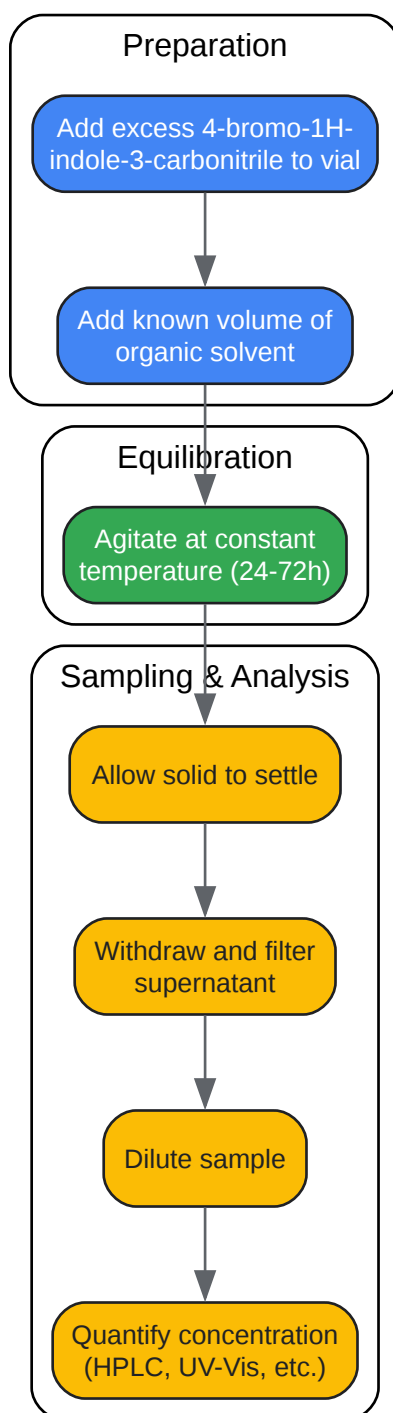 Preparation
Add excess 4-bromo-1H-
indole-3-carbonitrile to vial
Add known volume of
organic solvent
Equilibration
Agitate at constant
temperature (24-72h)
Sampling & Analysis
Allow solid to settle
Withdraw and filter
supernatant
Dilute sample
Quantify concentration
(HPLC, UV-Vis, etc.)